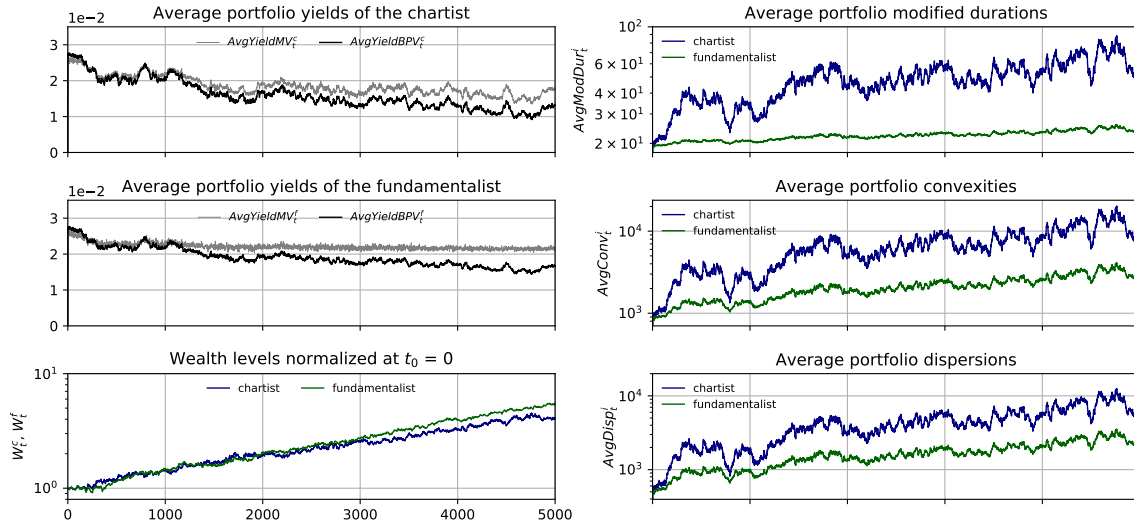 Average portfolio yields of the chartist
1e−2
AvgYieldMV_t^c AvgYieldBPV_t^c
3
2
1
0
Average portfolio yields of the fundamentalist
1e−2
AvgYieldMV_t^f AvgYieldBPV_t^f
3
2
1
0
Wealth levels normalized at t_0 = 0
chartist fundamentalist
W_t^c, W_t^f
10^1
10^0
0 1000 2000 3000 4000 5000
Average portfolio modified durations
chartist
fundamentalist
AvgModDur_t^i
10^2
6 × 10^1
4 × 10^1
3 × 10^1
2 × 10^1
Average portfolio convexities
chartist
fundamentalist
AvgConv_t^i
10^4
10^3
Average portfolio dispersions
chartist
fundamentalist
AvgDisp_t^i
10^4
10^3